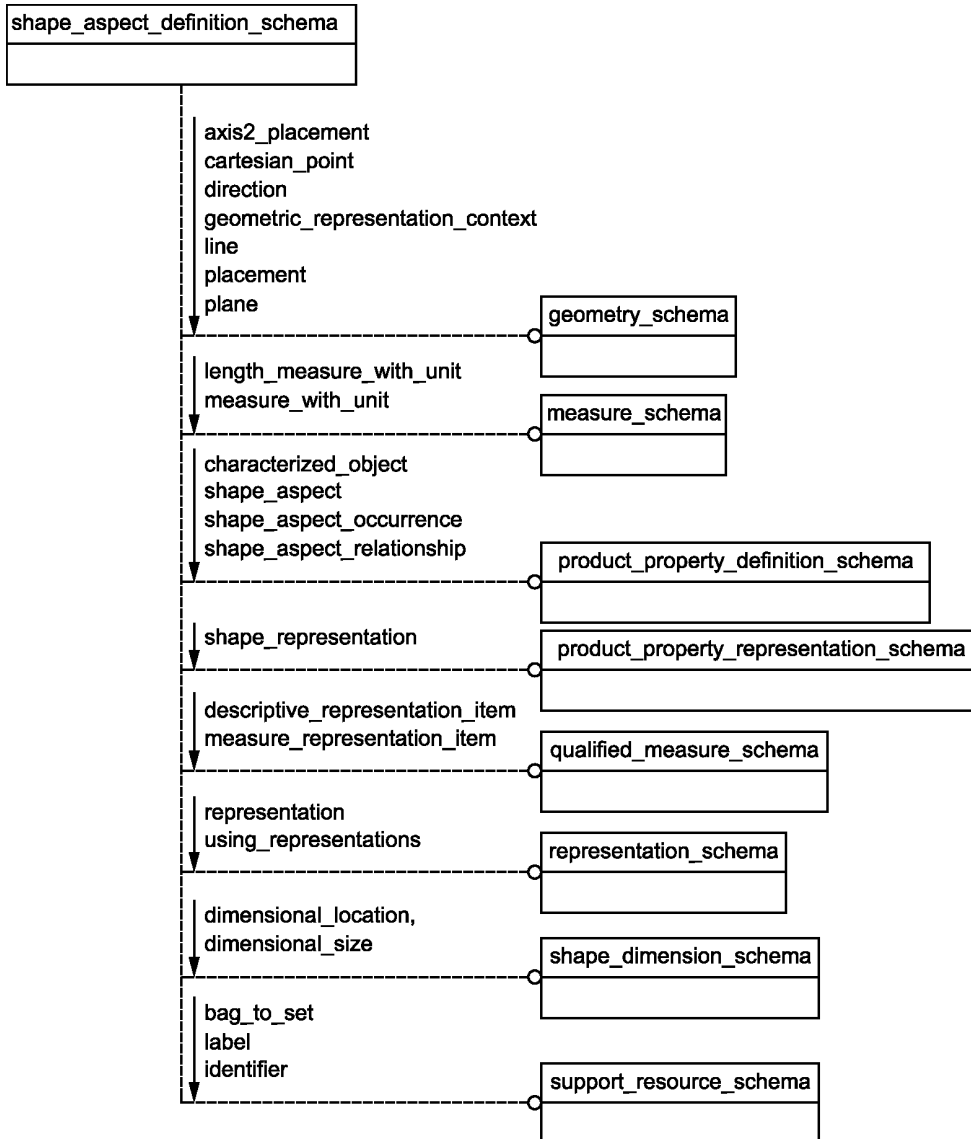 shape_aspect_definition_schema
axis2_placement
cartesian_point
direction
geometric_representation_context
line
placement
plane
geometry_schema
length_measure_with_unit
measure_with_unit
measure_schema
characterized_object
shape_aspect
shape_aspect_occurrence
shape_aspect_relationship
product_property_definition_schema
shape_representation
product_property_representation_schema
descriptive_representation_item
measure_representation_item
qualified_measure_schema
representation
using_representations
representation_schema
dimensional_location,
dimensional_size
shape_dimension_schema
bag_to_set
label
identifier
support_resource_schema